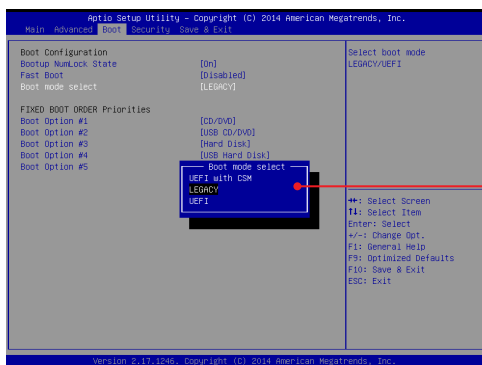 Aptio Setup Utility - Copyright (C) 2014 American Megatrends, Inc.
Main Advanced Boot Security Save & Exit
Boot Configuration
Bootup NumLock State [On]
Fast Boot [Disabled]
Boot mode select [LEGACY]
FIXED BOOT ORDER Priorities
Boot Option #1 [CD/DVD]
Boot Option #2 [USB CD/DVD]
Boot Option #3 [Hard Disk]
Boot Option #4 [USB Hard Disk]
Boot Option #5
Boot mode select
UEFI with CSM
LEGACY
UEFI
Select boot mode
LEGACY/UEFI
→←: Select Screen
↑↓: Select Item
Enter: Select
+/-: Change Opt.
F1: General Help
F9: Optimized Defaults
F10: Save & Exit
ESC: Exit
Version 2.17.1246. Copyright (C) 2014 American Megatrends, Inc.